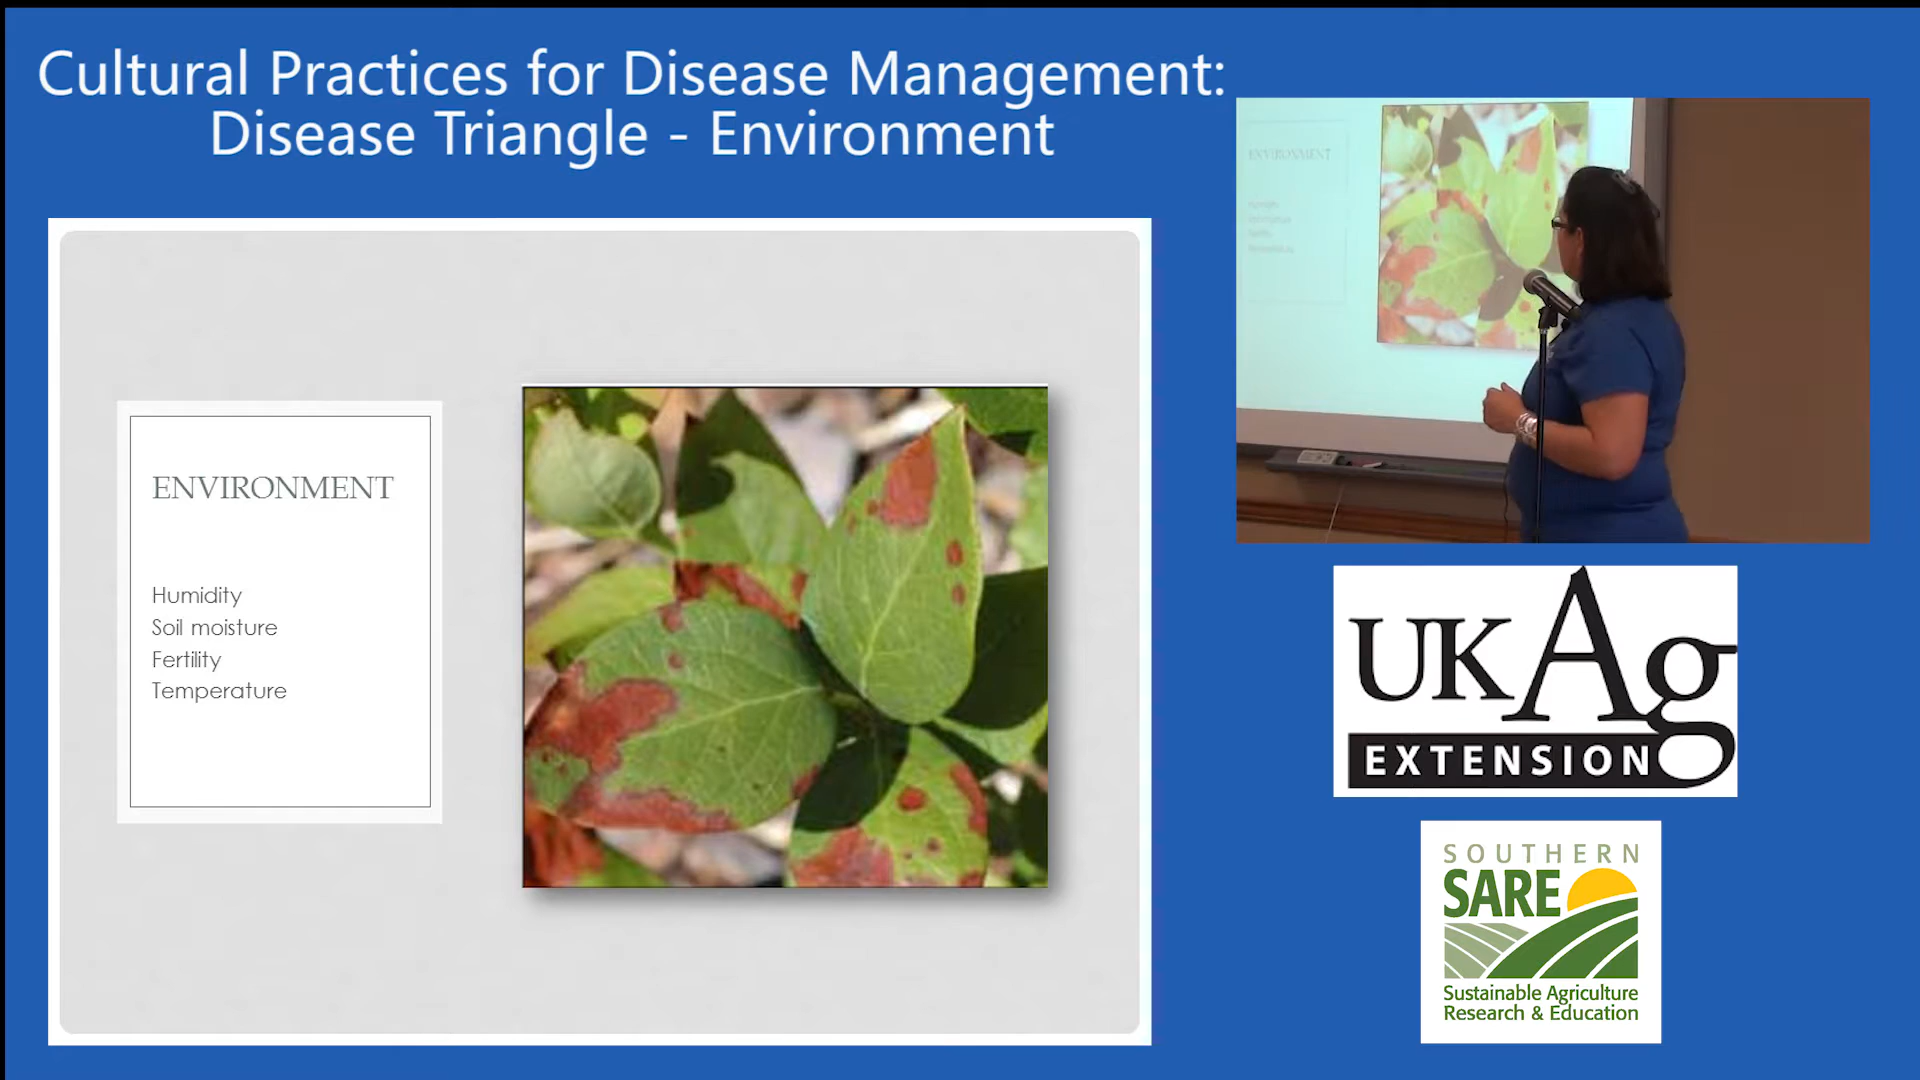 Cultural Practices for Disease Management:
Disease Triangle - Environment
ENVIRONMENT
Humidity
Soil moisture
Fertility
Temperature
ENVIRONMENT
UKAg
EXTENSION
SOUTHERN
SARE
Sustainable Agriculture
Research & Education